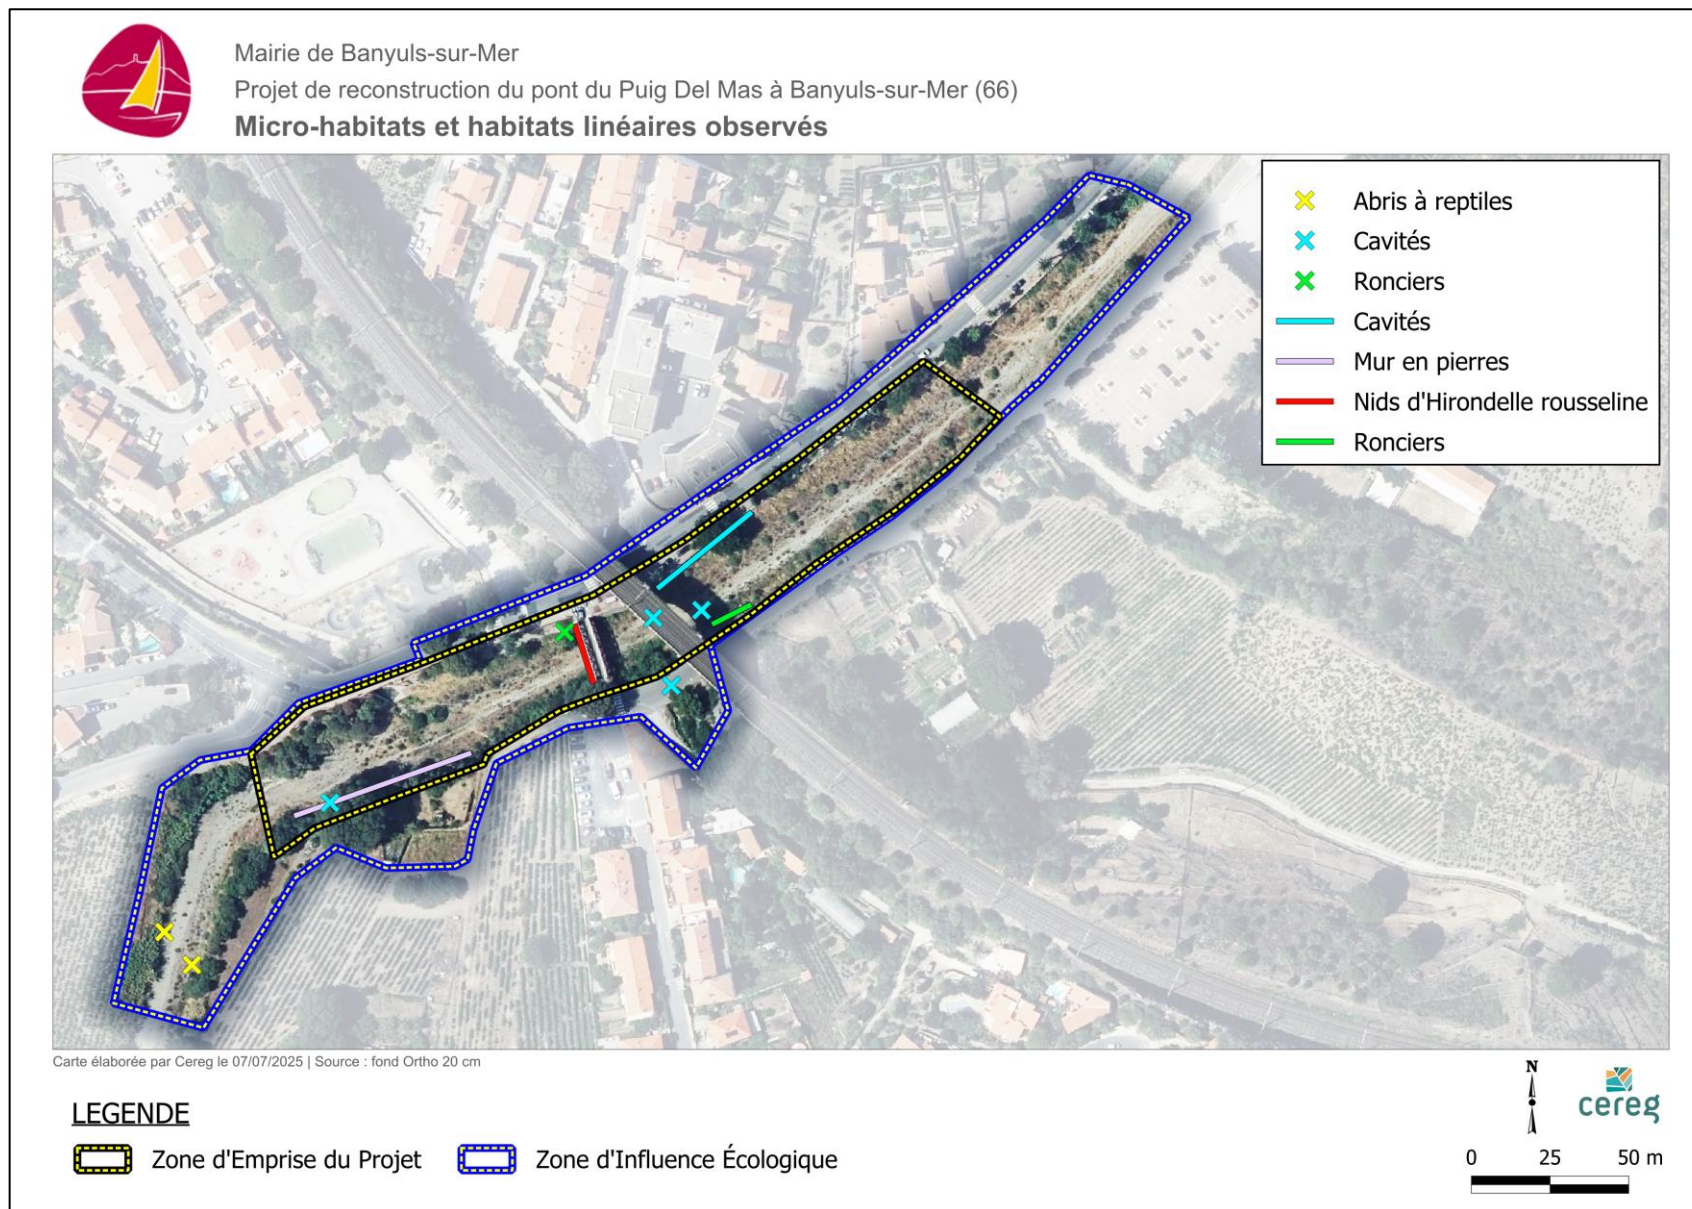 Mairie de Banyuls-sur-Mer
Projet de reconstruction du pont du Puig Del Mas à Banyuls-sur-Mer (66)
Micro-habitats et habitats linéaires observés
Abris à reptiles
Cavités
Ronciers
Cavités
Mur en pierres
Nids d'Hirondelle rousseline
Ronciers
Carte élaborée par Cereg le 07/07/2025 | Source : fond Ortho 20 cm
LEGENDE
Zone d'Emprise du Projet
Zone d'Influence Écologique
N
cereg
0 25 50 m